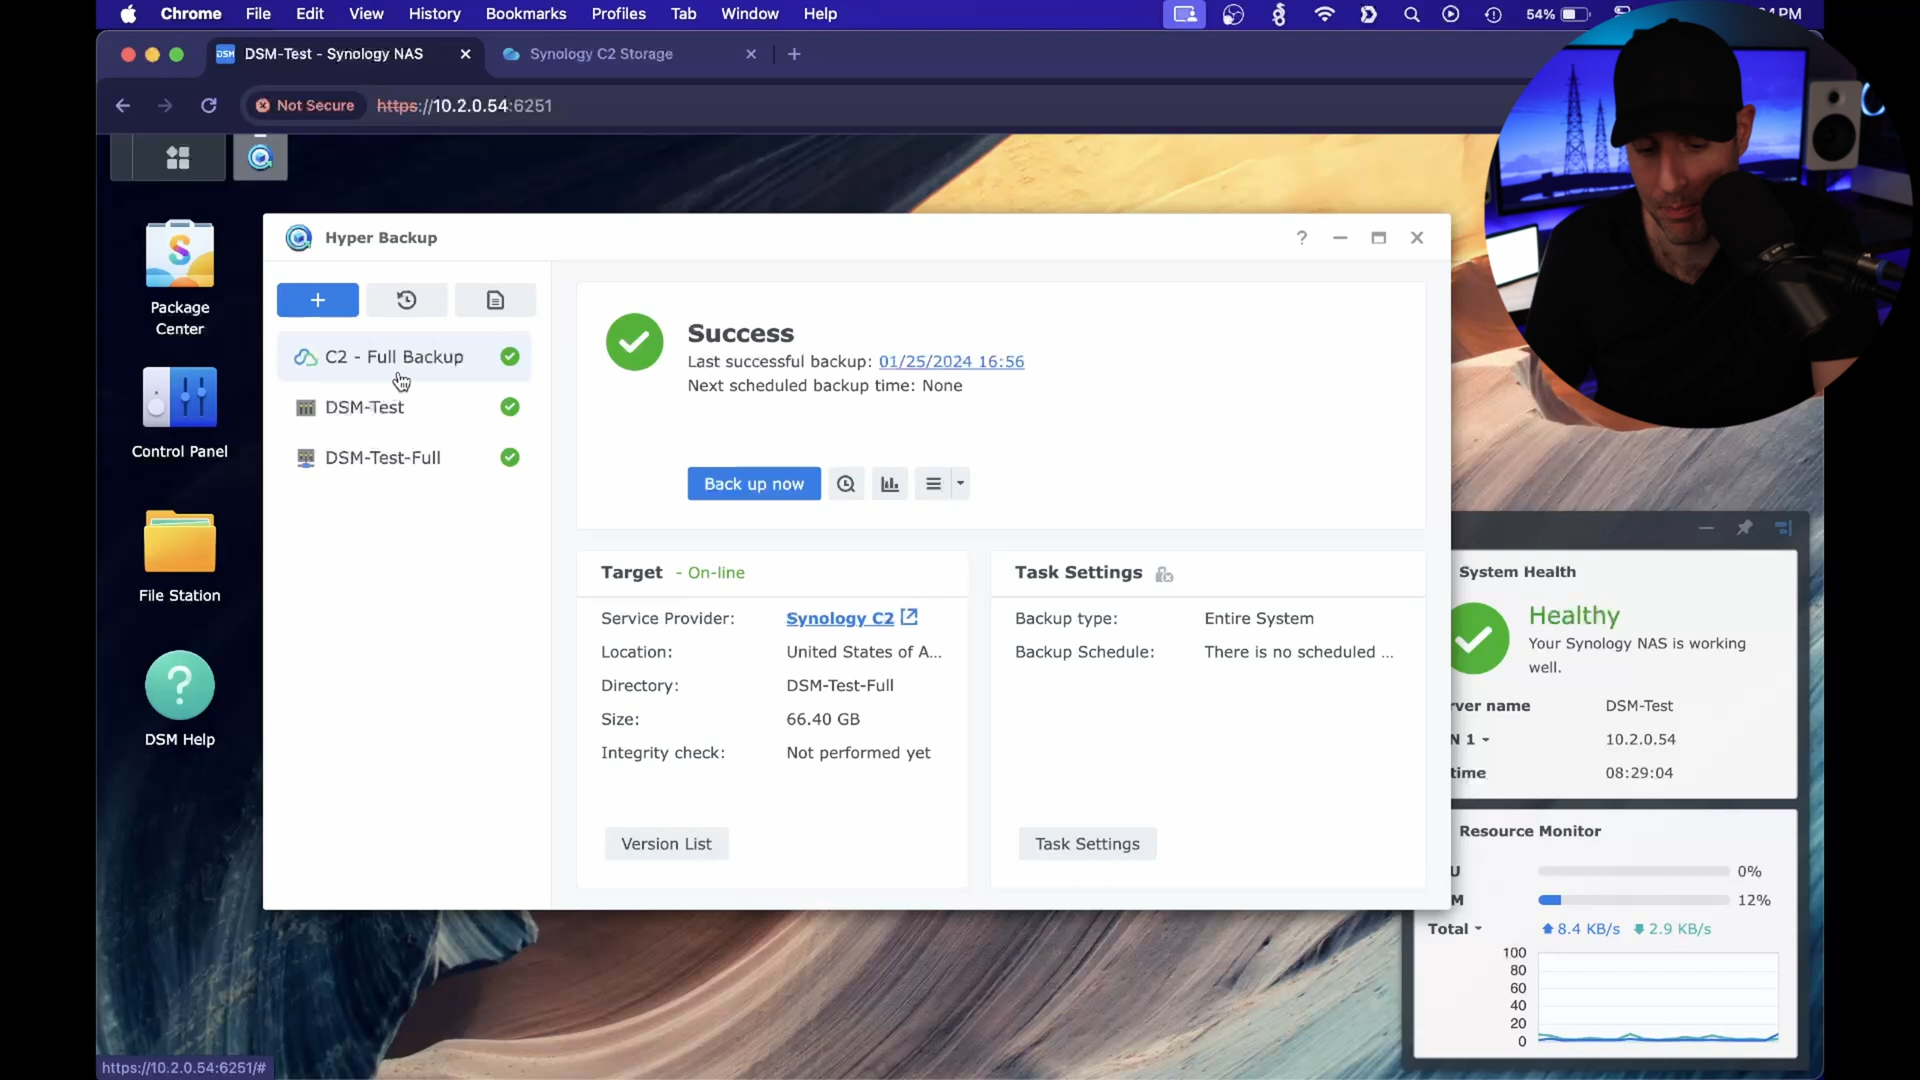 Chrome File Edit View History Bookmarks Profiles Tab Window Help 54% PM
DSM DSM-Test - Synology NAS Synology C2 Storage
Not Secure https://10.2.0.54:6251
Package
Center
Control Panel
File Station
DSM Help
Hyper Backup
C2 - Full Backup
DSM-Test
DSM-Test-Full
Success
Last successful backup: 01/25/2024 16:56
Next scheduled backup time: None
Back up now
Target - On-line
Service Provider: Synology C2
Location: United States of A...
Directory: DSM-Test-Full
Size: 66.40 GB
Integrity check: Not performed yet
Version List
Task Settings
Backup type: Entire System
Backup Schedule: There is no scheduled ...
Task Settings
System Health
Healthy
Your Synology NAS is working
well.
rver name DSM-Test
N 1 10.2.0.54
time 08:29:04
Resource Monitor
U 0%
M 12%
Total 8.4 KB/s 2.9 KB/s
100
80
60
40
20
0
https://10.2.0.54:6251/#